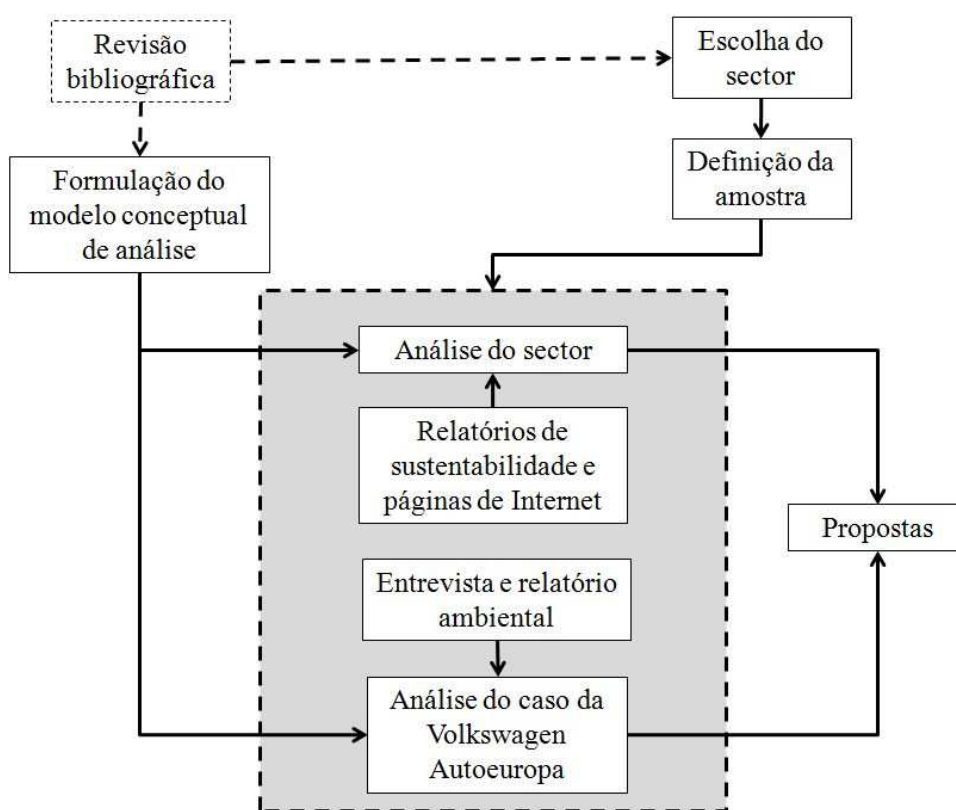 Revisão
bibliográfica
Escolha do
sector
Formulação do
modelo conceptual
de análise
Definição da
amostra
Análise do sector
Relatórios de
sustentabilidade e
páginas de Internet
Propostas
Entrevista e relatório
ambiental
Análise do caso da
Volkswagen
Autoeuropa